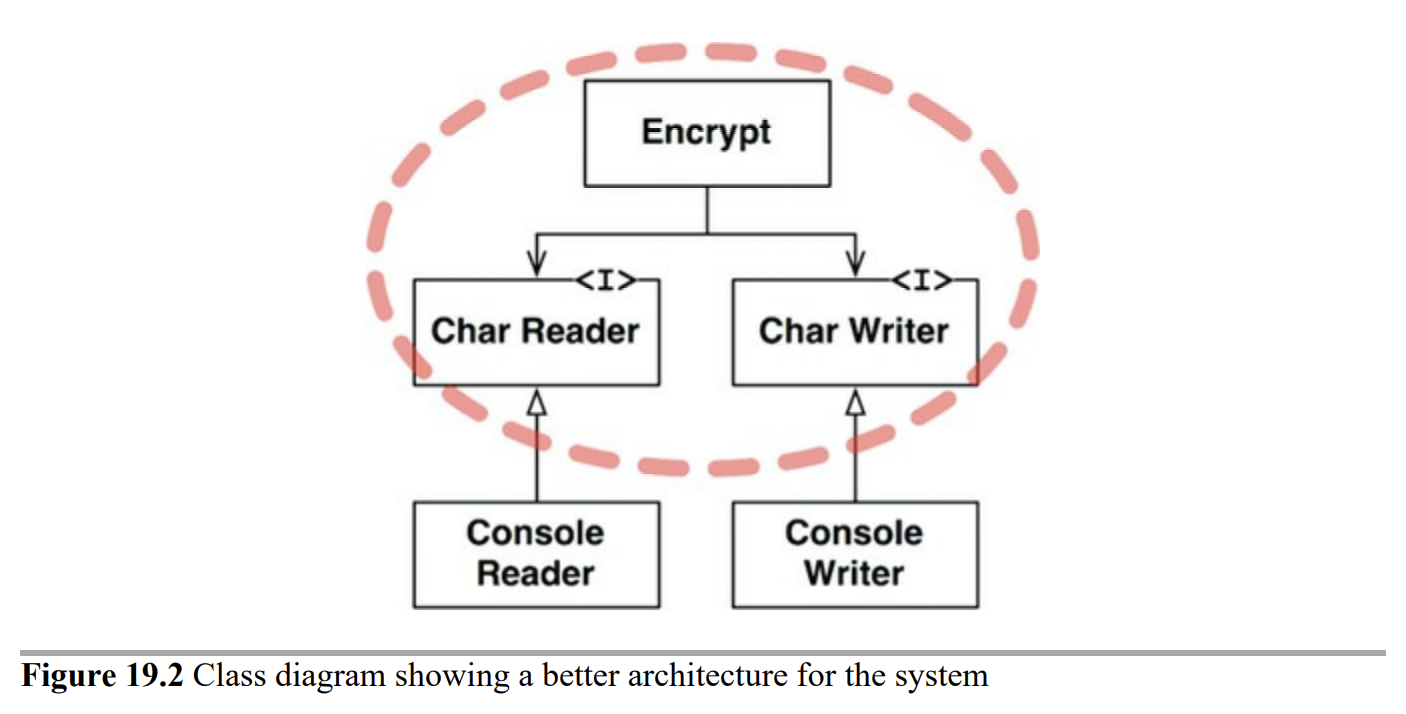 Encrypt
<I>
<I>
Char Reader
Char Writer
Console
Reader
Console
Writer
Figure 19.2 Class diagram showing a better architecture for the system